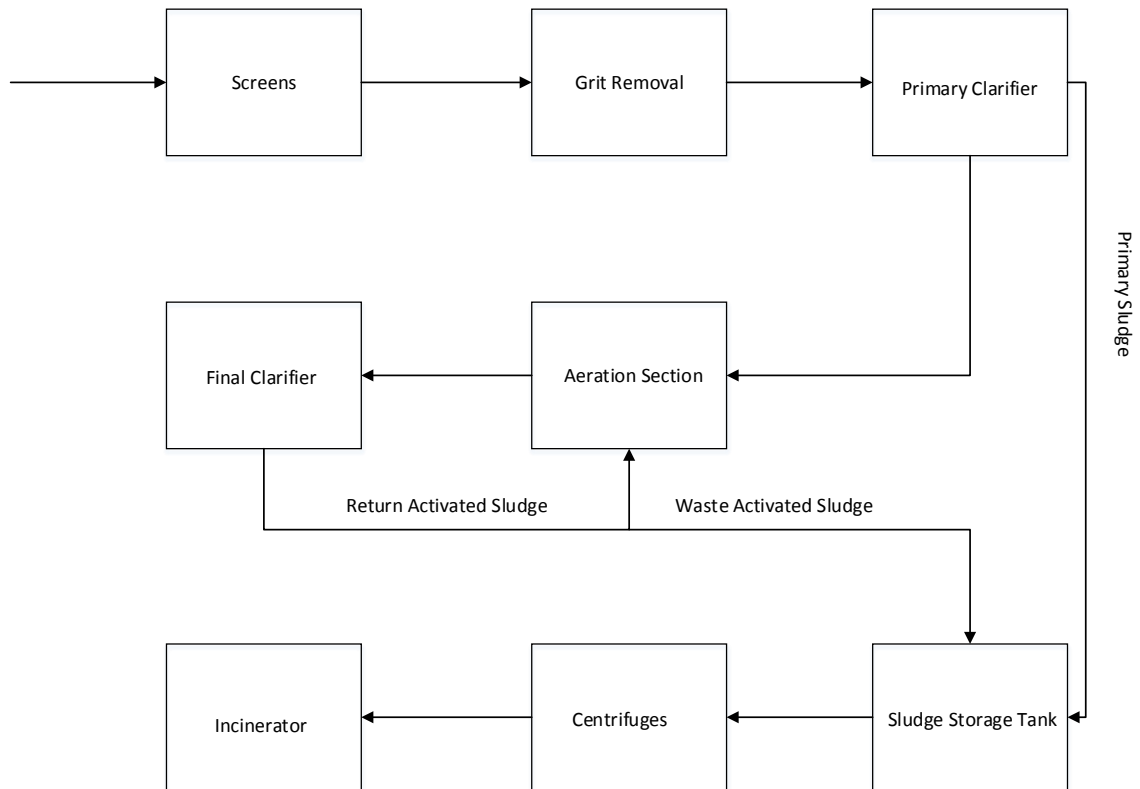 Screens
Grit Removal
Primary Clarifier
Primary Sludge
Final Clarifier
Aeration Section
Return Activated Sludge
Waste Activated Sludge
Incinerator
Centrifuges
Sludge Storage Tank